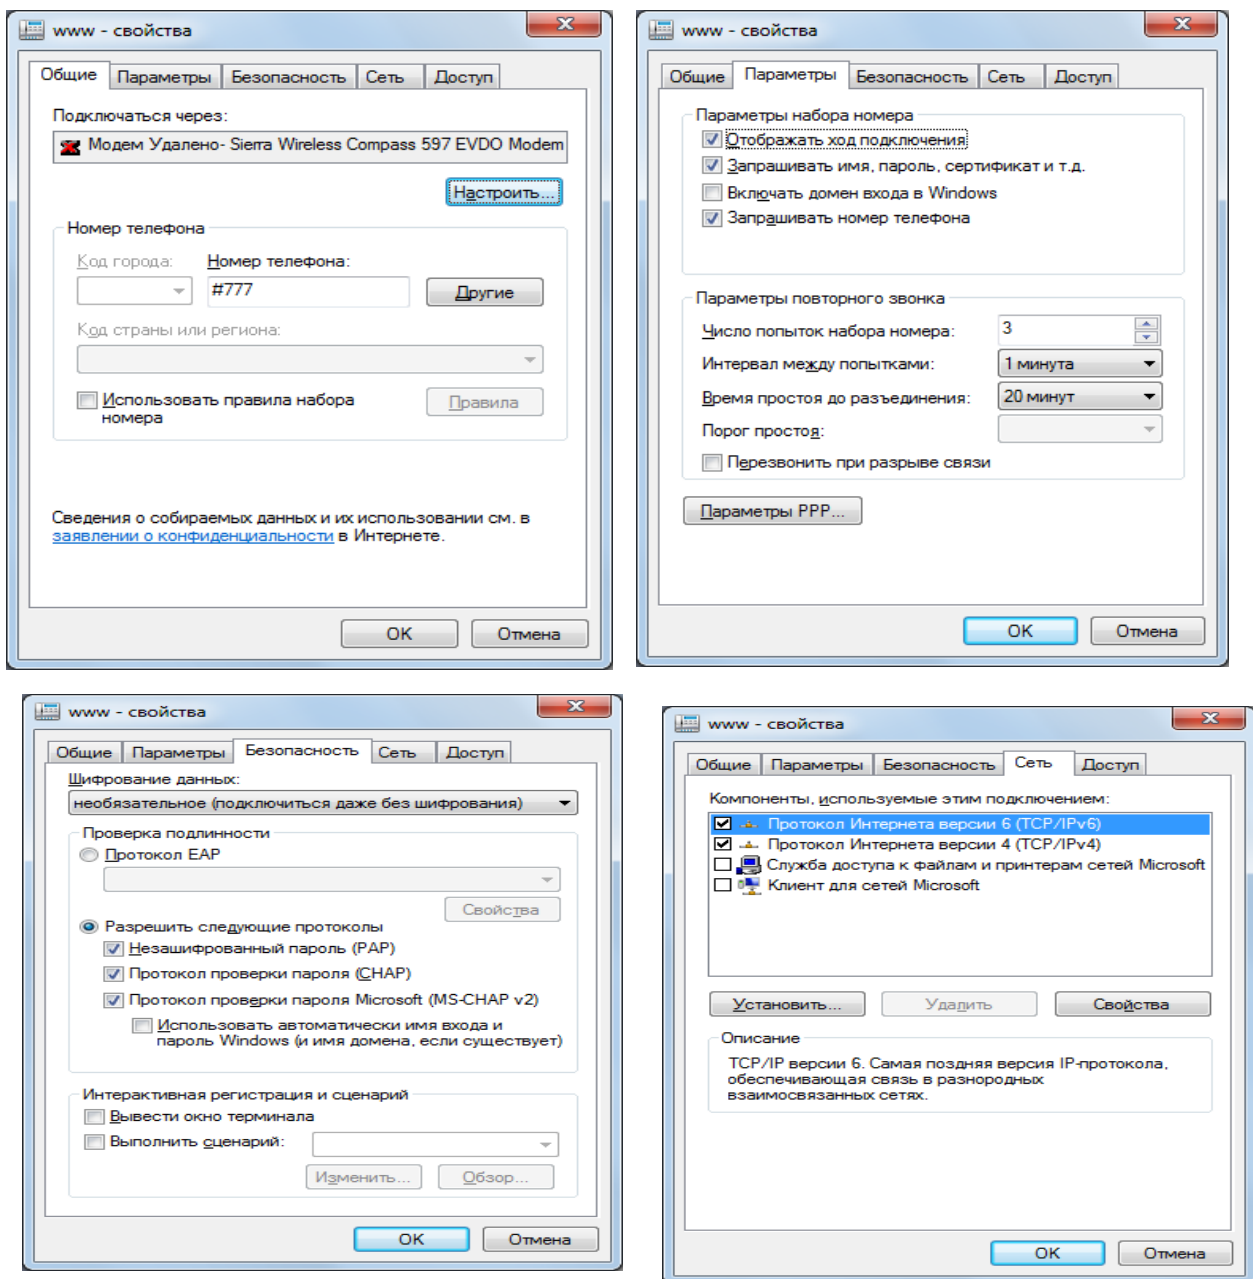 www - свойства
Общие Параметры Безопасность Сеть Доступ
Подключаться через:
Модем Удалено- Sierra Wireless Compass 597 EVDO Modem
Настроить...
Номер телефона
Код города: Номер телефона:
#777 Другие
Код страны или региона:
Использовать правила набора
номера
Правила
Сведения о собираемых данных и их использовании см. в
заявлении о конфиденциальности в Интернете.
OK Отмена
www - свойства
Общие Параметры Безопасность Сеть Доступ
Параметры набора номера
Отображать ход подключения
Запрашивать имя, пароль, сертификат и т.д.
Включать домен входа в Windows
Запрашивать номер телефона
Параметры повторного звонка
Число попыток набора номера: 3
Интервал между попытками: 1 минута
Время простоя до разъединения: 20 минут
Порог простоя:
Перезвонить при разрыве связи
Параметры PPP...
OK Отмена
www - свойства
Общие Параметры Безопасность Сеть Доступ
Шифрование данных:
необязательное (подключиться даже без шифрования)
Проверка подлинности
Протокол EAP
Свойства
Разрешить следующие протоколы
Незашифрованный пароль (PAP)
Протокол проверки пароля (CHAP)
Протокол проверки пароля Microsoft (MS-CHAP v2)
Использовать автоматически имя входа и
пароль Windows (и имя домена, если существует)
Интерактивная регистрация и сценарий
Вывести окно терминала
Выполнить сценарий:
Изменить... Обзор...
OK Отмена
www - свойства
Общие Параметры Безопасность Сеть Доступ
Компоненты, используемые этим подключением:
Протокол Интернета версии 6 (TCP/IPv6)
Протокол Интернета версии 4 (TCP/IPv4)
Служба доступа к файлам и принтерам сетей Microsoft
Клиент для сетей Microsoft
Установить... Удалить Свойства
Описание
TCP/IP версии 6. Самая поздняя версия IP-протокола,
обеспечивающая связь в разнородных
взаимосвязанных сетях.
OK Отмена